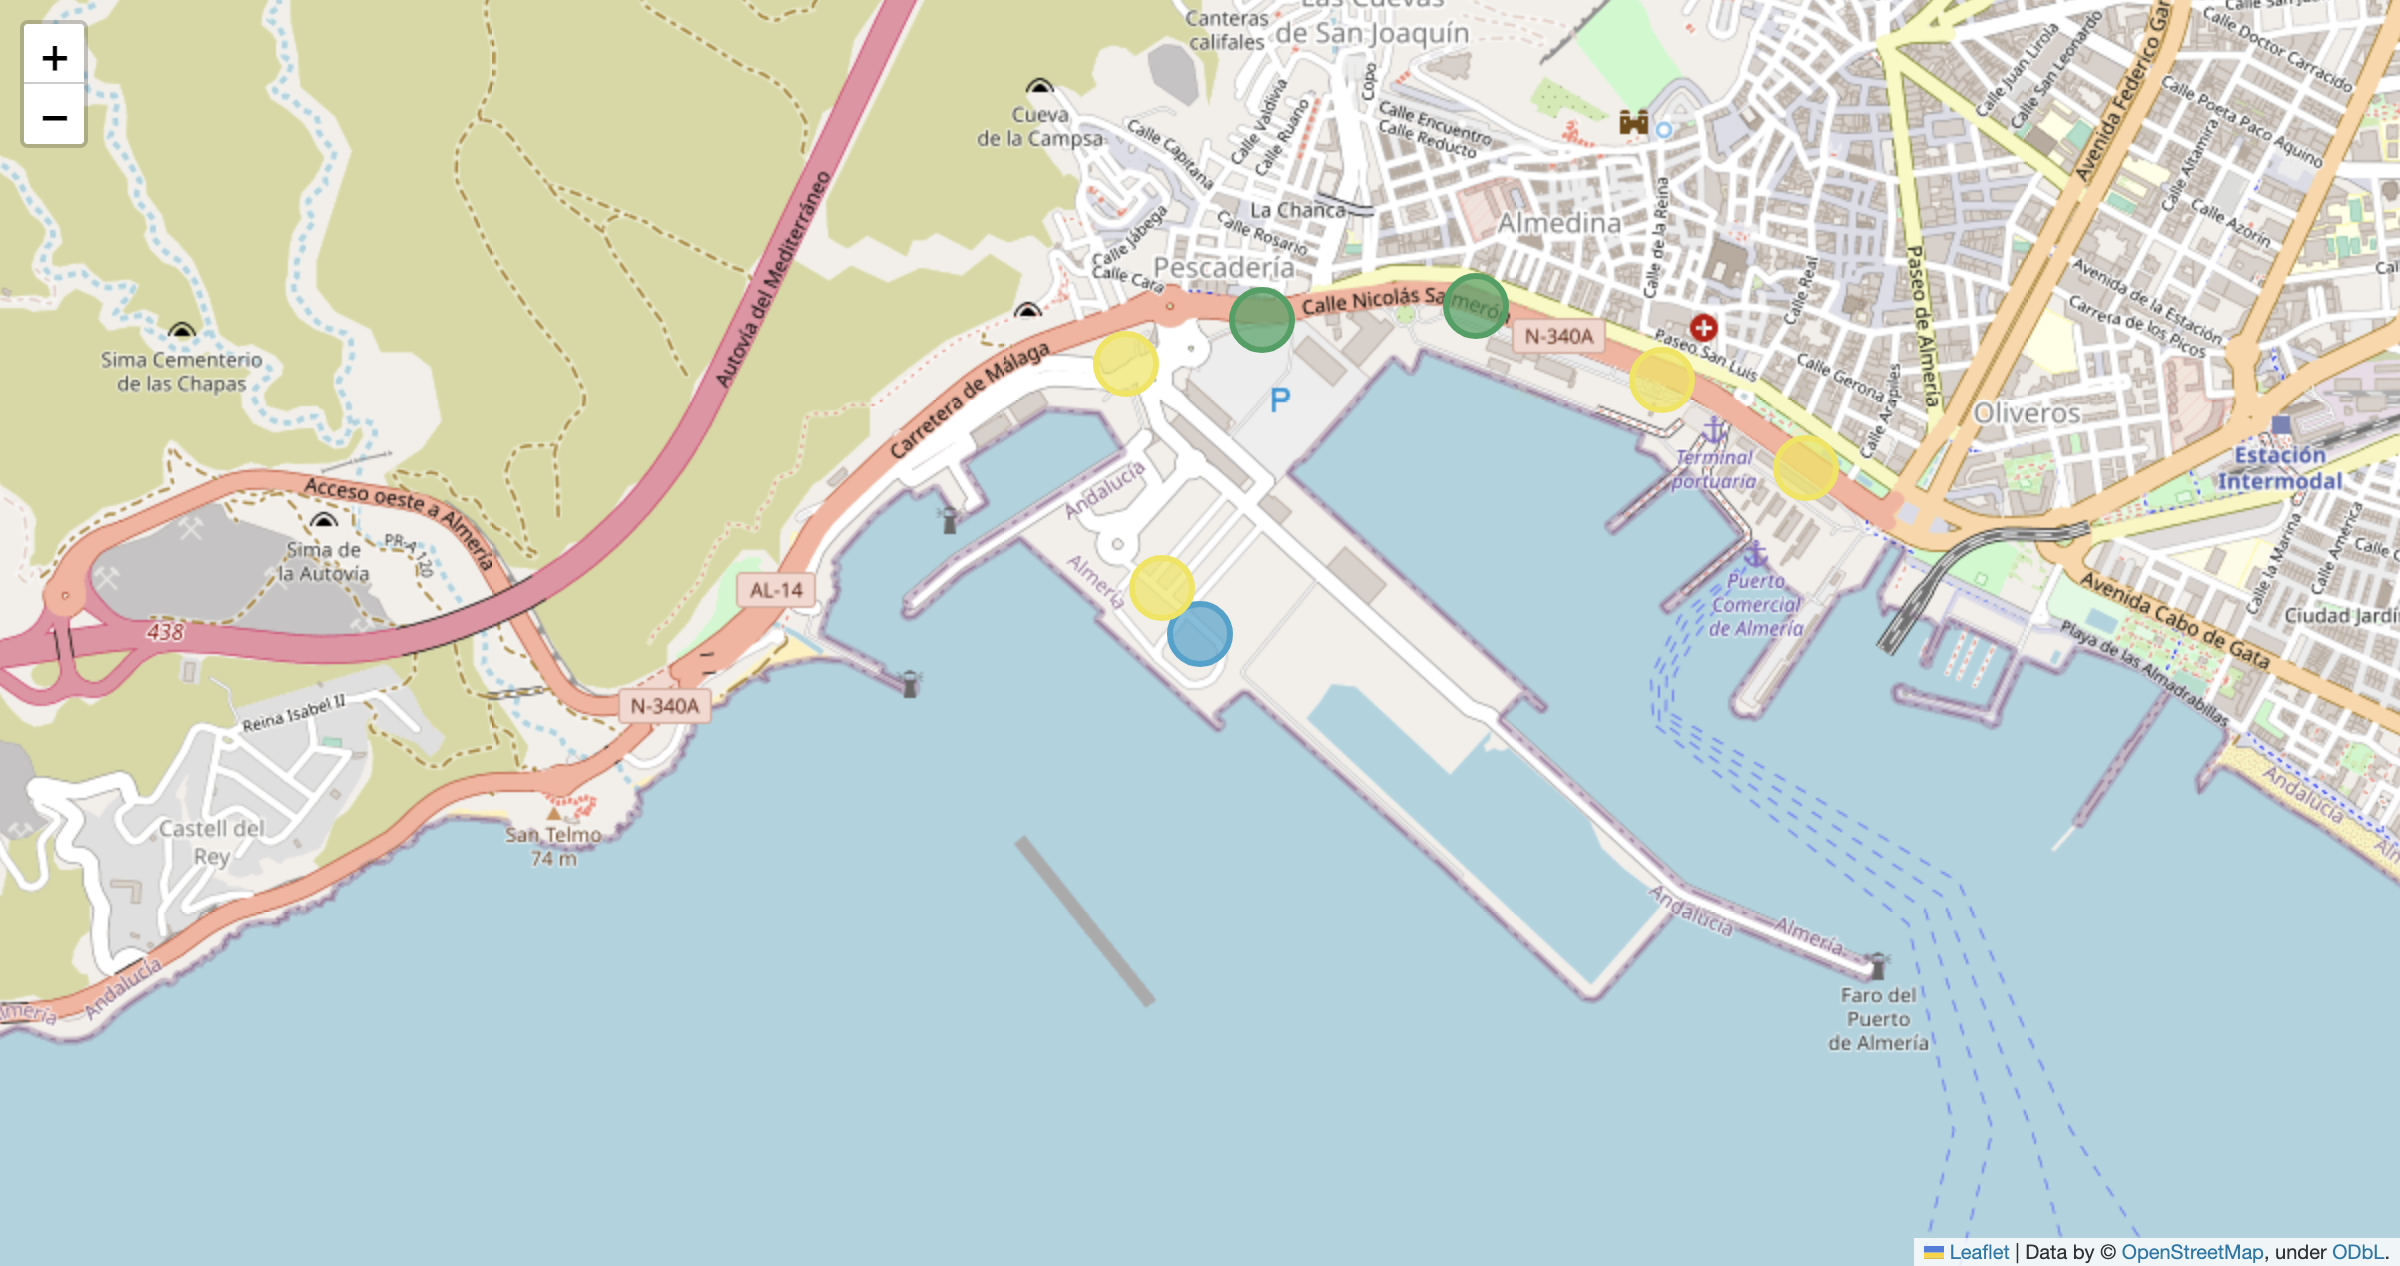 +
−
Canteras
califales
Las Cuevas
de San Joaquín
Cueva
de la Campsa
Calle Capitana
Calle Valdivia
Calle Ruano
Copo
Calle Encuentro
Calle Reducto
La Chanca
Calle Jábega
Calle Rosario
Calle Cara
Pescadería
Almedina
Calle de la Reina
Calle Real
Paseo de Almería
Calle Juan Lirola
Calle San Leonardo
Avenida Federico Gar
Calle Doctor Carracido
Calle Poeta Paco Aquino
Calle Altamira
Calle Azorín
Avenida de la Estación
Carrera de los Picos
Cal
Autovía del Mediterráneo
Sima Cementerio
de las Chapas
Carretera de Málaga
Calle Nicolás Salmerón
N-340A
Paseo San Luis
Calle Gerona
Calle Arapiles
Oliveros
P
Terminal
portuaria
Estación
Intermodal
Acceso oeste a Almería
Sima de
la Autovía
PR-A 120
Andalucía
Almería
AL-14
438
Puerto
Comercial
de Almería
Calle la Marina
Calle América
Calle C
Avenida Cabo de Gata
Ciudad Jardí
Playa de las Almadrabillas
N-340A
Reina Isabel II
Castell del
Rey
San Telmo
74 m
Andalucía
Alm
Andalucía
Almería
lmería
Andalucía
Faro del
Puerto
de Almería
Leaflet | Data by © OpenStreetMap, under ODbL.